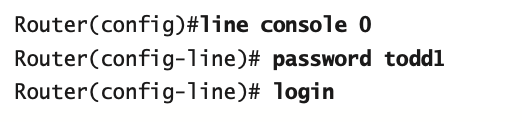 Router(config)#line console 0
Router(config-line)# password todd1
Router(config-line)# login